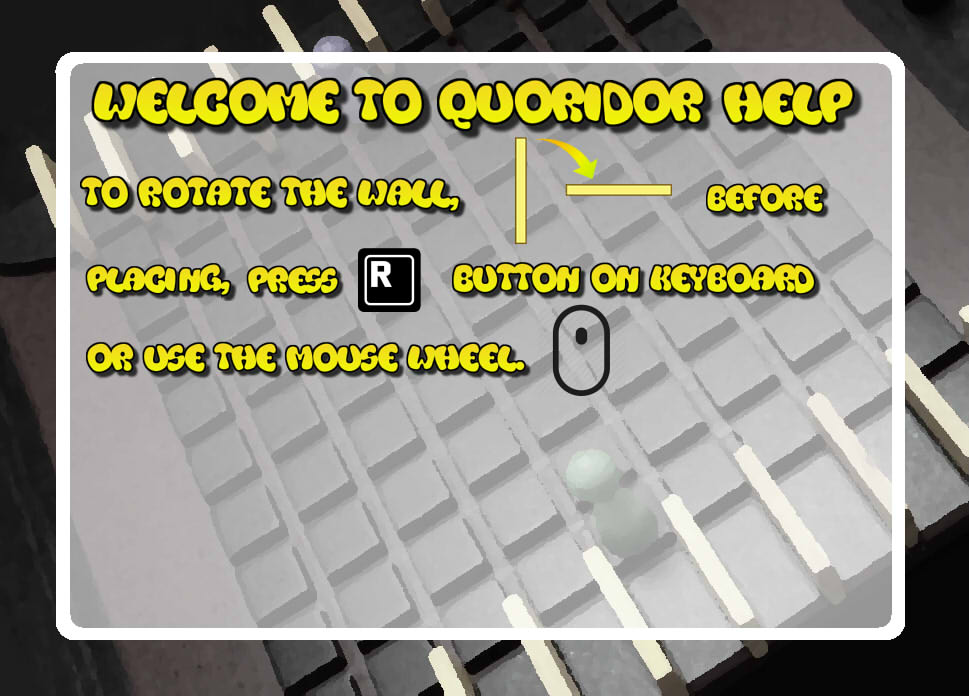 WELCOME TO QUORIDOR HELP
TO ROTATE THE WALL, BEFORE
PLACING, PRESS R BUTTON ON KEYBOARD
OR USE THE MOUSE WHEEL.